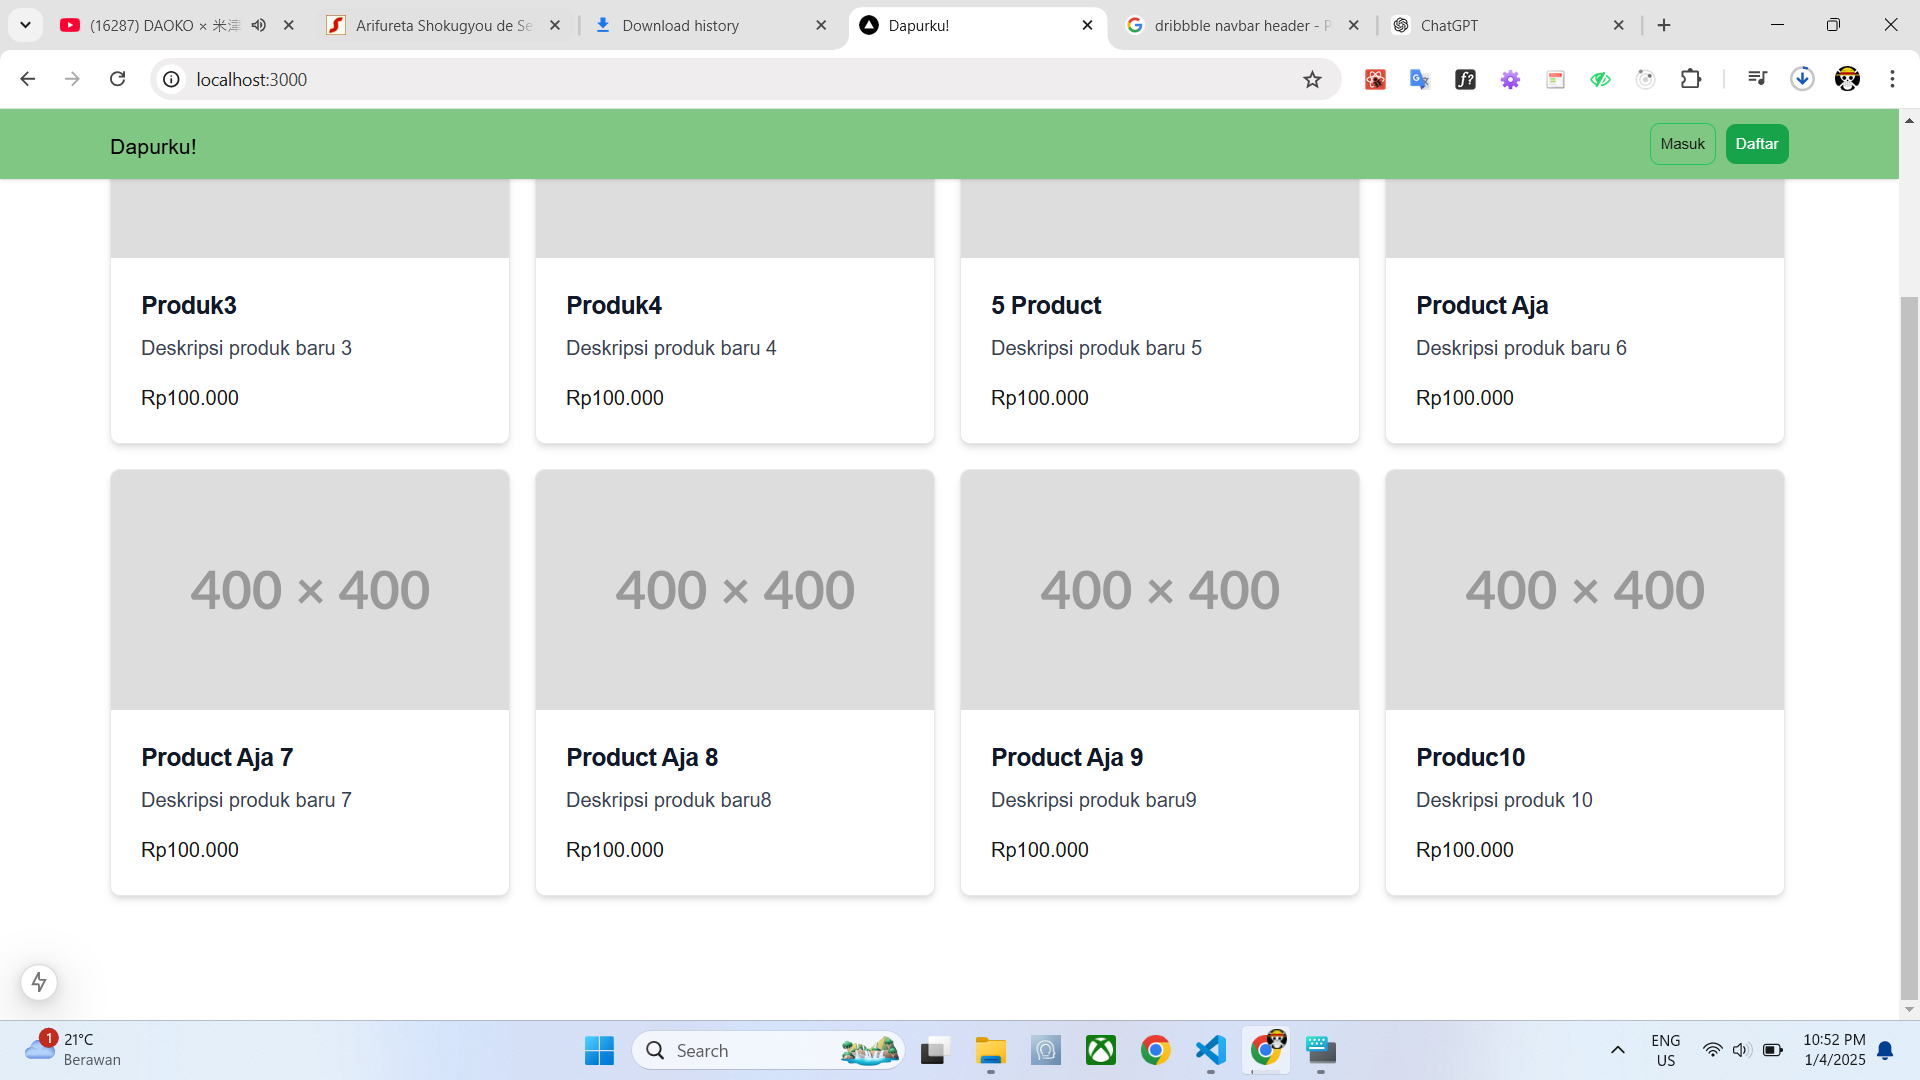 (16287) DAOKO × 米津
Arifureta Shokugyou de Se
Download history
Dapurku!
dribbble navbar header - P
ChatGPT
localhost:3000
Dapurku!
Masuk
Daftar
Produk3
Deskripsi produk baru 3
Rp100.000
Produk4
Deskripsi produk baru 4
Rp100.000
5 Product
Deskripsi produk baru 5
Rp100.000
Product Aja
Deskripsi produk baru 6
Rp100.000
400 × 400
Product Aja 7
Deskripsi produk baru 7
Rp100.000
400 × 400
Product Aja 8
Deskripsi produk baru8
Rp100.000
400 × 400
Product Aja 9
Deskripsi produk baru9
Rp100.000
400 × 400
Produc10
Deskripsi produk 10
Rp100.000
1
21°C
Berawan
Search
ENG
US
10:52 PM
1/4/2025